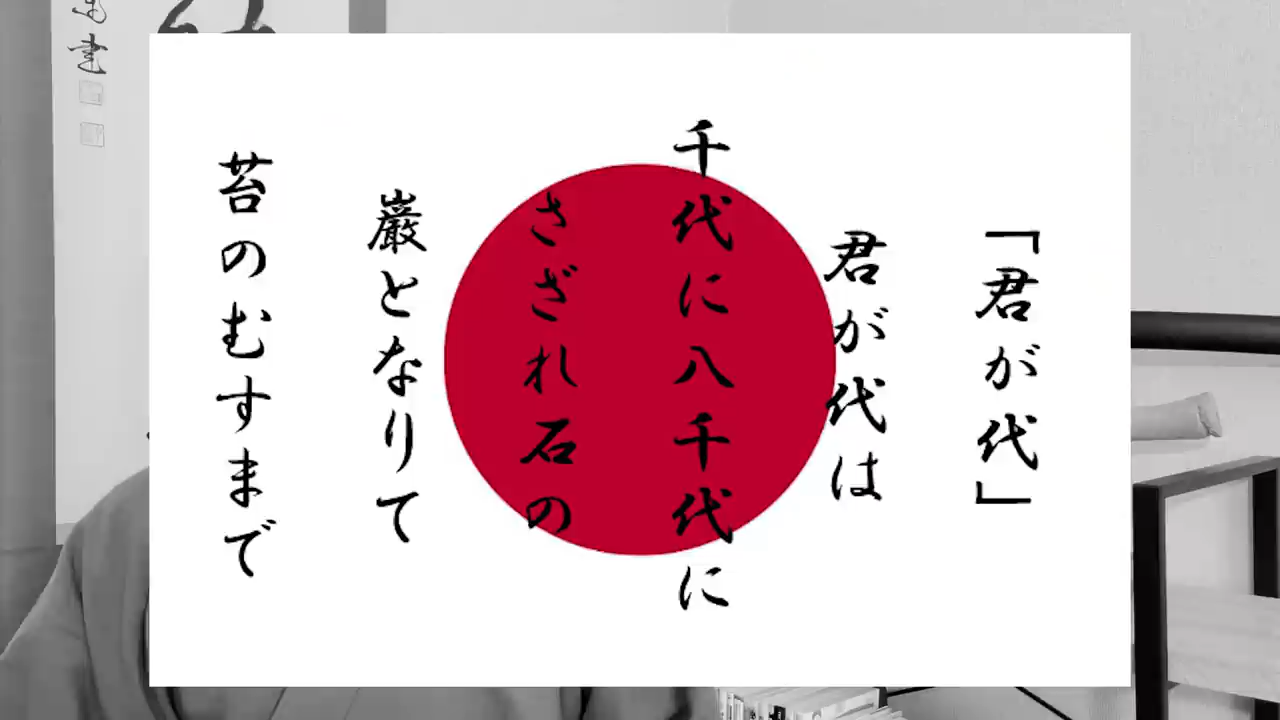 「君が代」
君が代は
千代に八千代に
さざれ石の
巌となりて
苔のむすまで
書